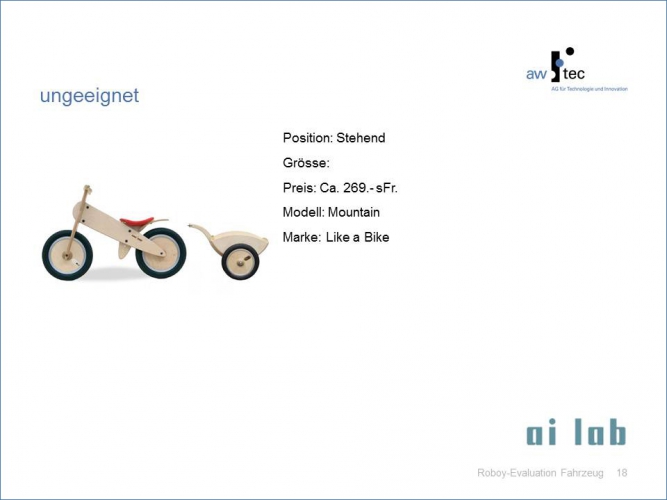 aw tec
AG für Technologie und Innovation
ungeeignet
Position: Stehend
Grösse:
Preis: Ca. 269.- sFr.
Modell: Mountain
Marke: Like a Bike
ai lab
Roboy-Evaluation Fahrzeug 18